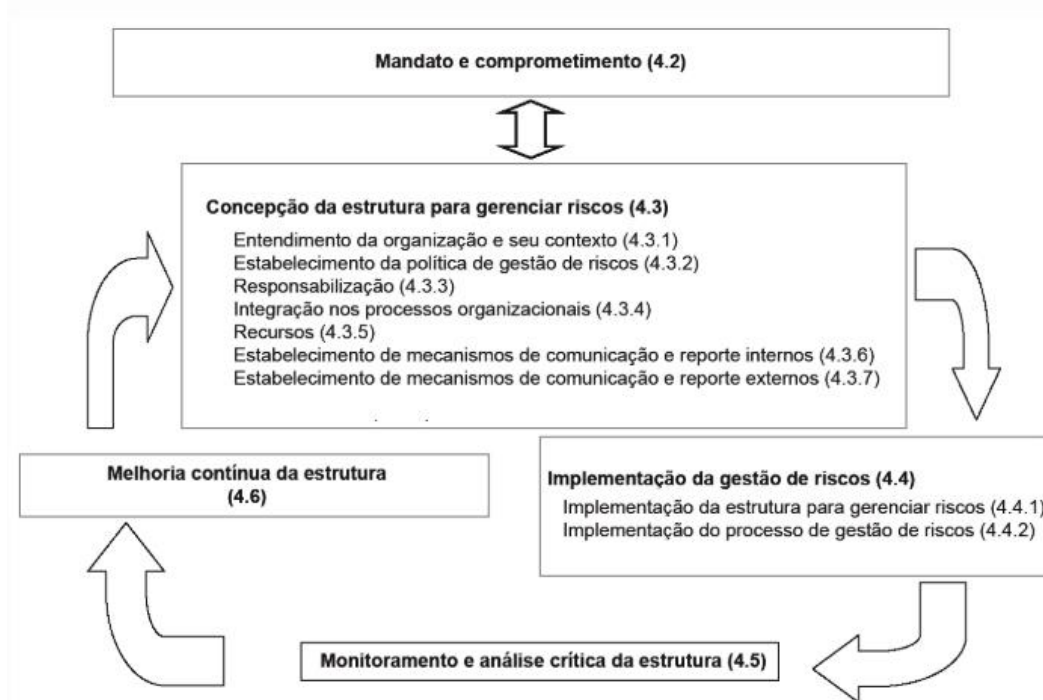 Mandato e comprometimento (4.2)
Concepção da estrutura para gerenciar riscos (4.3)
Entendimento da organização e seu contexto (4.3.1)
Estabelecimento da política de gestão de riscos (4.3.2)
Responsabilização (4.3.3)
Integração nos processos organizacionais (4.3.4)
Recursos (4.3.5)
Estabelecimento de mecanismos de comunicação e reporte internos (4.3.6)
Estabelecimento de mecanismos de comunicação e reporte externos (4.3.7)
Melhoria contínua da estrutura
(4.6)
Implementação da gestão de riscos (4.4)
Implementação da estrutura para gerenciar riscos (4.4.1)
Implementação do processo de gestão de riscos (4.4.2)
Monitoramento e análise crítica da estrutura (4.5)